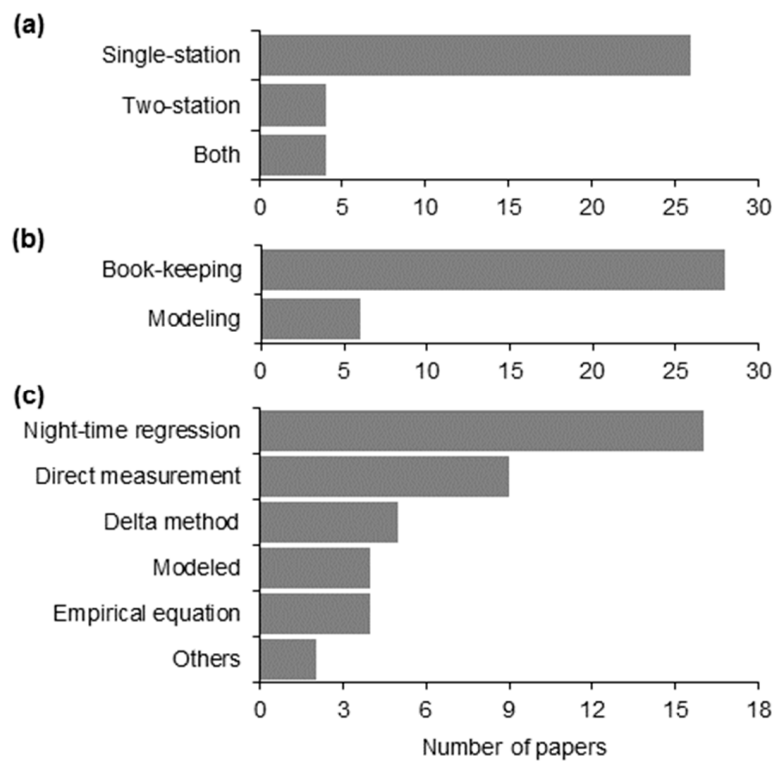 (a)
Single-station
Two-station
Both
0 5 10 15 20 25 30
(b)
Book-keeping
Modeling
0 5 10 15 20 25 30
(c)
Night-time regression
Direct measurement
Delta method
Modeled
Empirical equation
Others
0 3 6 9 12 15 18
Number of papers